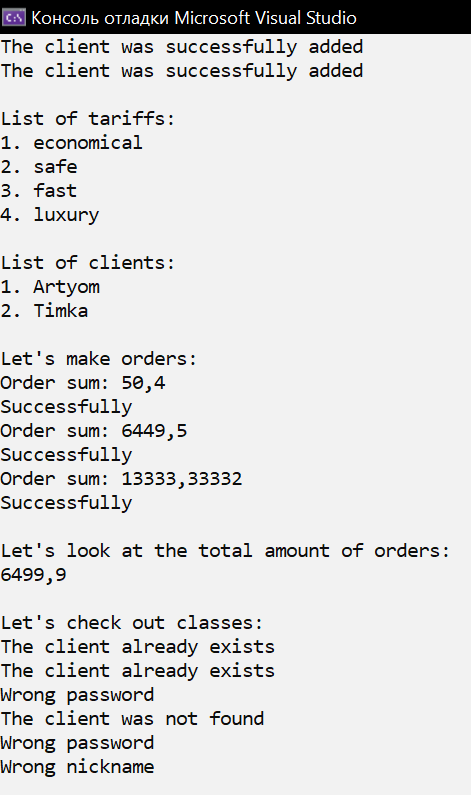 C:\
Консоль отладки Microsoft Visual Studio
The client was successfully added
The client was successfully added
List of tariffs:
1. economical
2. safe
3. fast
4. luxury
List of clients:
1. Artyom
2. Timka
Let's make orders:
Order sum: 50,4
Successfully
Order sum: 6449,5
Successfully
Order sum: 13333,33332
Successfully
Let's look at the total amount of orders:
6499,9
Let's check out classes:
The client already exists
The client already exists
Wrong password
The client was not found
Wrong password
Wrong nickname